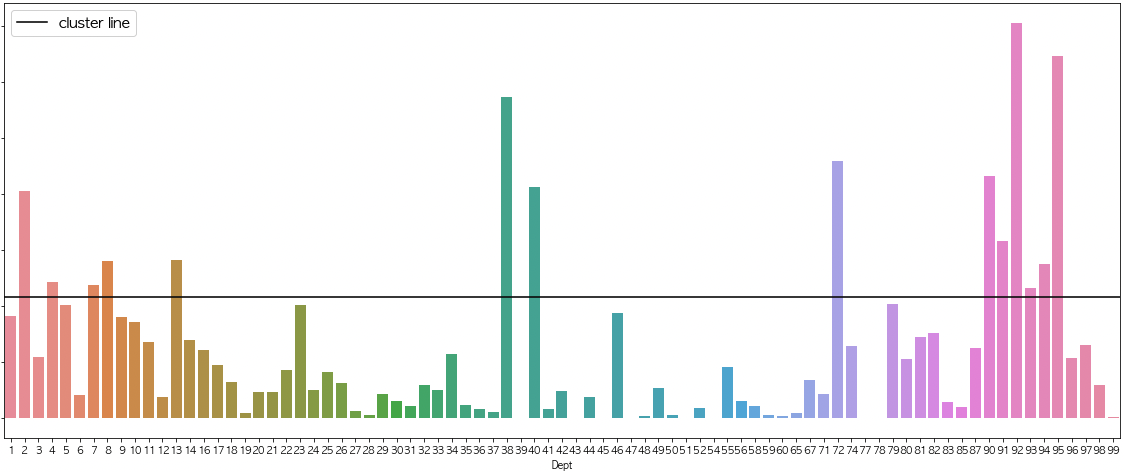 cluster line
1 2 3 4 5 6 7 8 9 10 11 12 13 14 16 17 18 19 20 21 22 23 24 25 26 27 28 29 30 31 32 33 34 35 36 37 38 39 40 41 42 43 44 45 46 47 48 49 50 51 52 54 55 56 58 59 60 65 67 71 72 74 77 78 79 80 81 82 83 85 87 90 91 92 93 94 95 96 97 98 99
Dept